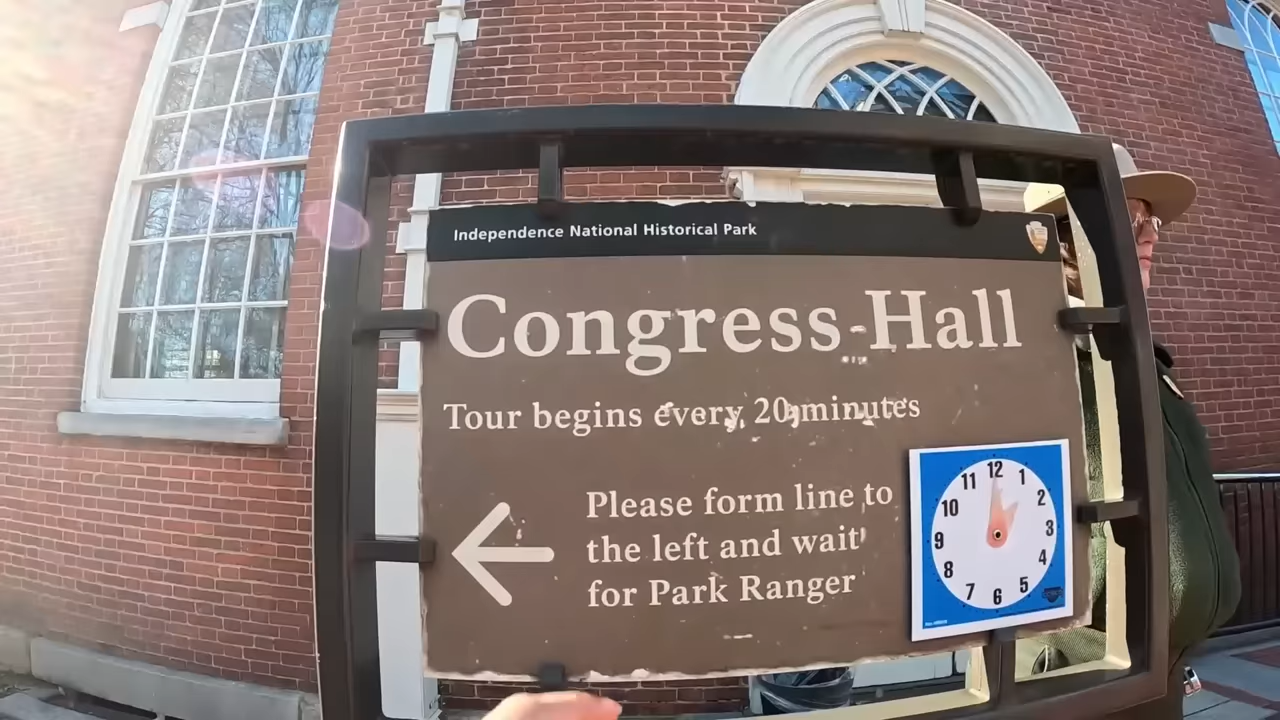 Independence National Historical Park
Congress Hall
Tour begins every 20 minutes
Please form line to
the left and wait
for Park Ranger
12
11
1
10
2
9
3
8
4
7
5
6